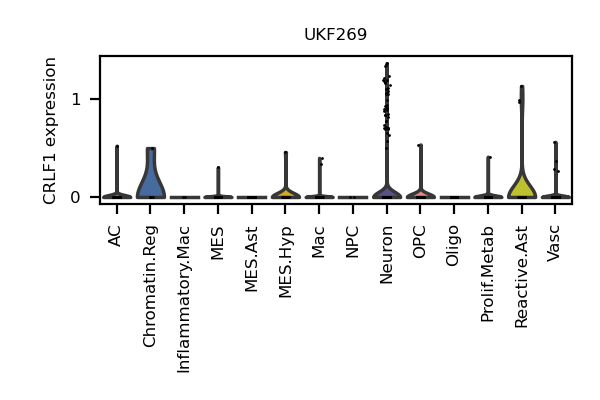 UKF269
CRLF1 expression
1
0
AC
Chromatin.Reg
Inflammatory.Mac
MES
MES.Ast
MES.Hyp
Mac
NPC
Neuron
OPC
Oligo
Prolif.Metab
Reactive.Ast
Vasc